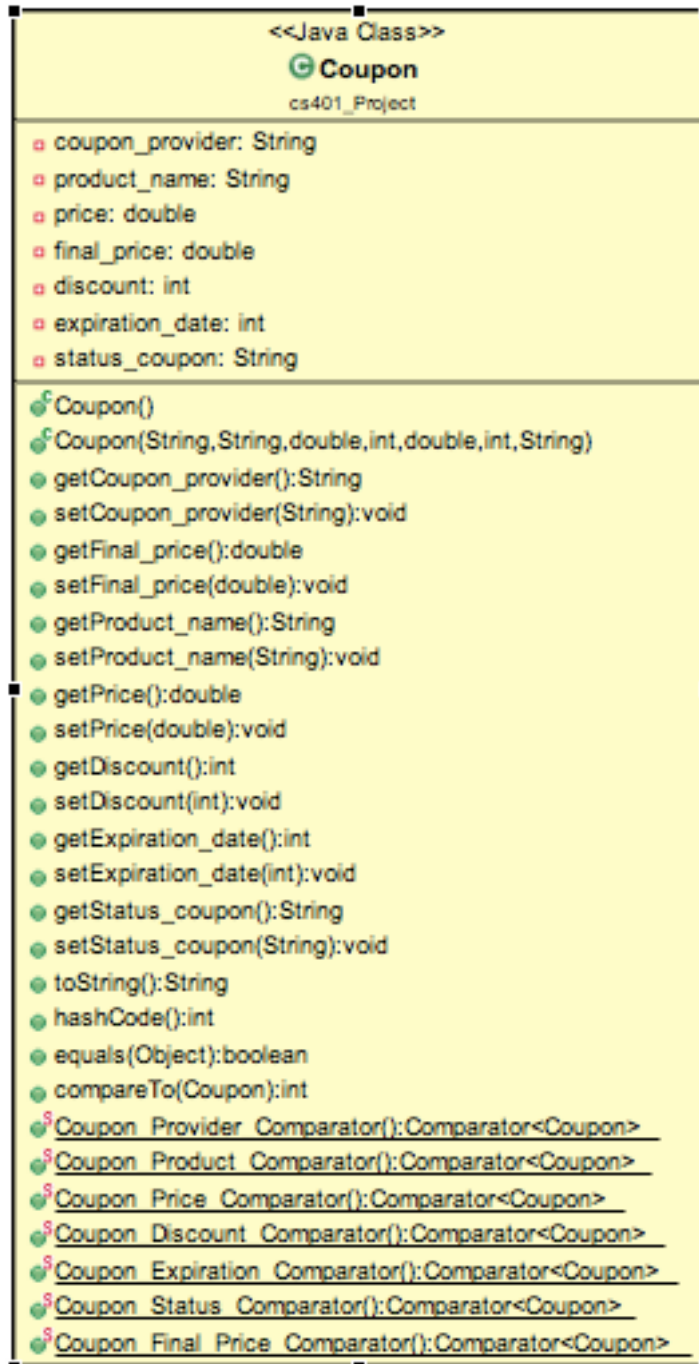 <<Java Class>>
C Coupon
cs401_Project
coupon_provider: String
product_name: String
price: double
final_price: double
discount: int
expiration_date: int
status_coupon: String
C Coupon()
C Coupon(String,String,double,int,double,int,String)
getCoupon_provider():String
setCoupon_provider(String):void
getFinal_price():double
setFinal_price(double):void
getProduct_name():String
setProduct_name(String):void
getPrice():double
setPrice(double):void
getDiscount():int
setDiscount(int):void
getExpiration_date():int
setExpiration_date(int):void
getStatus_coupon():String
setStatus_coupon(String):void
toString():String
hashCode():int
equals(Object):boolean
compareTo(Coupon):int
S Coupon_Provider_Comparator():Comparator<Coupon>
S Coupon_Product_Comparator():Comparator<Coupon>
S Coupon_Price_Comparator():Comparator<Coupon>
S Coupon_Discount_Comparator():Comparator<Coupon>
S Coupon_Expiration_Comparator():Comparator<Coupon>
S Coupon_Status_Comparator():Comparator<Coupon>
S Coupon_Final_Price_Comparator():Comparator<Coupon>